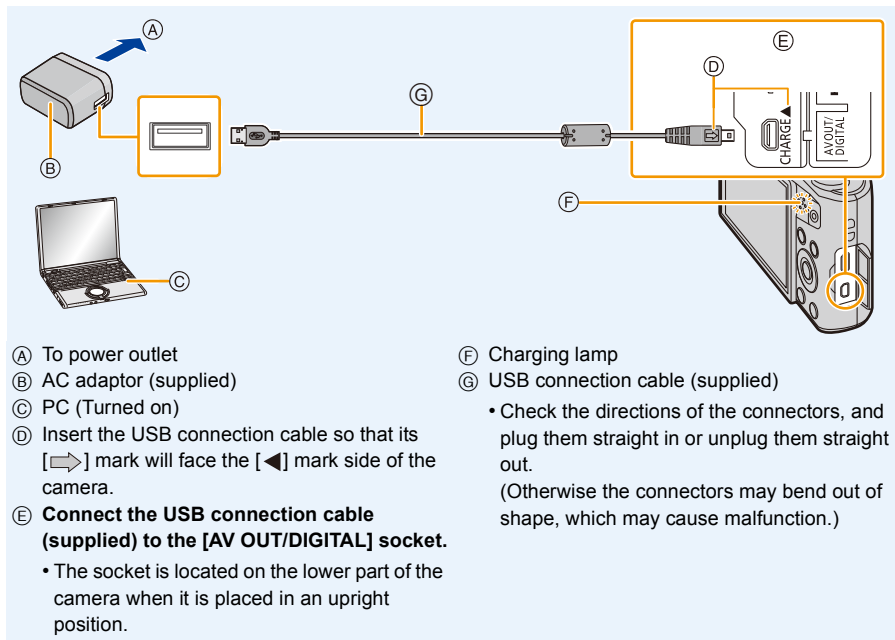 Ⓐ
Ⓔ
Ⓓ
Ⓖ
CHARGE◀
AV OUT/
DIGITAL
Ⓑ
Ⓕ
Ⓒ
Ⓐ To power outlet
Ⓑ AC adaptor (supplied)
Ⓒ PC (Turned on)
Ⓓ Insert the USB connection cable so that its
[⇨] mark will face the [◀] mark side of the
camera.
Ⓔ Connect the USB connection cable
(supplied) to the [AV OUT/DIGITAL] socket.
• The socket is located on the lower part of the
camera when it is placed in an upright
position.
Ⓕ Charging lamp
Ⓖ USB connection cable (supplied)
• Check the directions of the connectors, and
plug them straight in or unplug them straight
out.
(Otherwise the connectors may bend out of
shape, which may cause malfunction.)